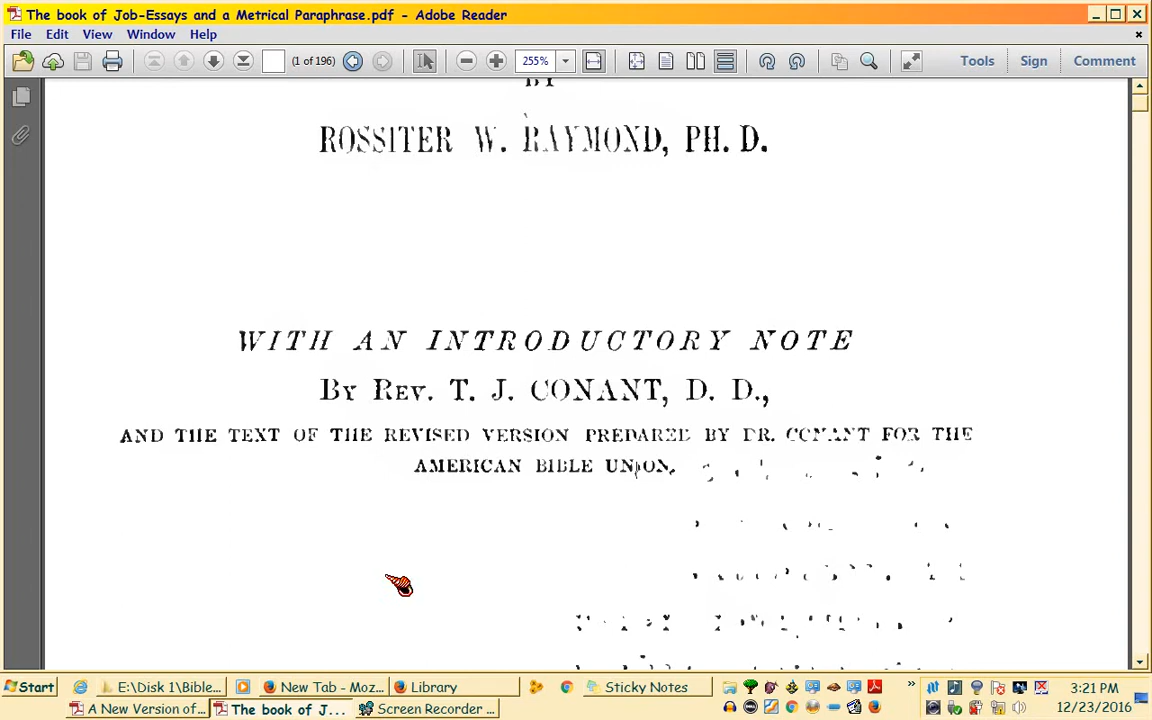 The book of Job-Essays and a Metrical Paraphrase.pdf - Adobe Reader
File Edit View Window Help
(1 of 196) 255% Tools Sign Comment
BY
ROSSITER W. RAYMOND, PH. D.
WITH AN INTRODUCTORY NOTE
By Rev. T. J. CONANT, D. D.,
AND THE TEXT OF THE REVISED VERSION PREPARED BY DR. CONANT FOR THE
AMERICAN BIBLE UNION.
Start E:\Disk 1\Bible... New Tab - Moz... Library Sticky Notes 3:21 PM
A New Version of... The book of J... Screen Recorder ... 12/23/2016